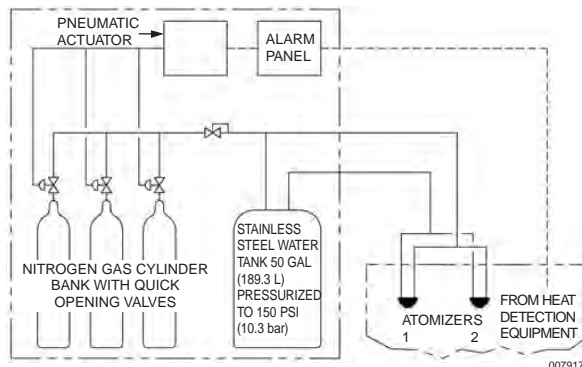 PNEUMATIC
ACTUATOR
ALARM
PANEL
NITROGEN GAS CYLINDER
BANK WITH QUICK
OPENING VALVES
STAINLESS
STEEL WATER
TANK 50 GAL
(189.3 L)
PRESSURIZED
TO 150 PSI
(10.3 bar)
ATOMIZERS
1 2
FROM HEAT
DETECTION
EQUIPMENT
007917